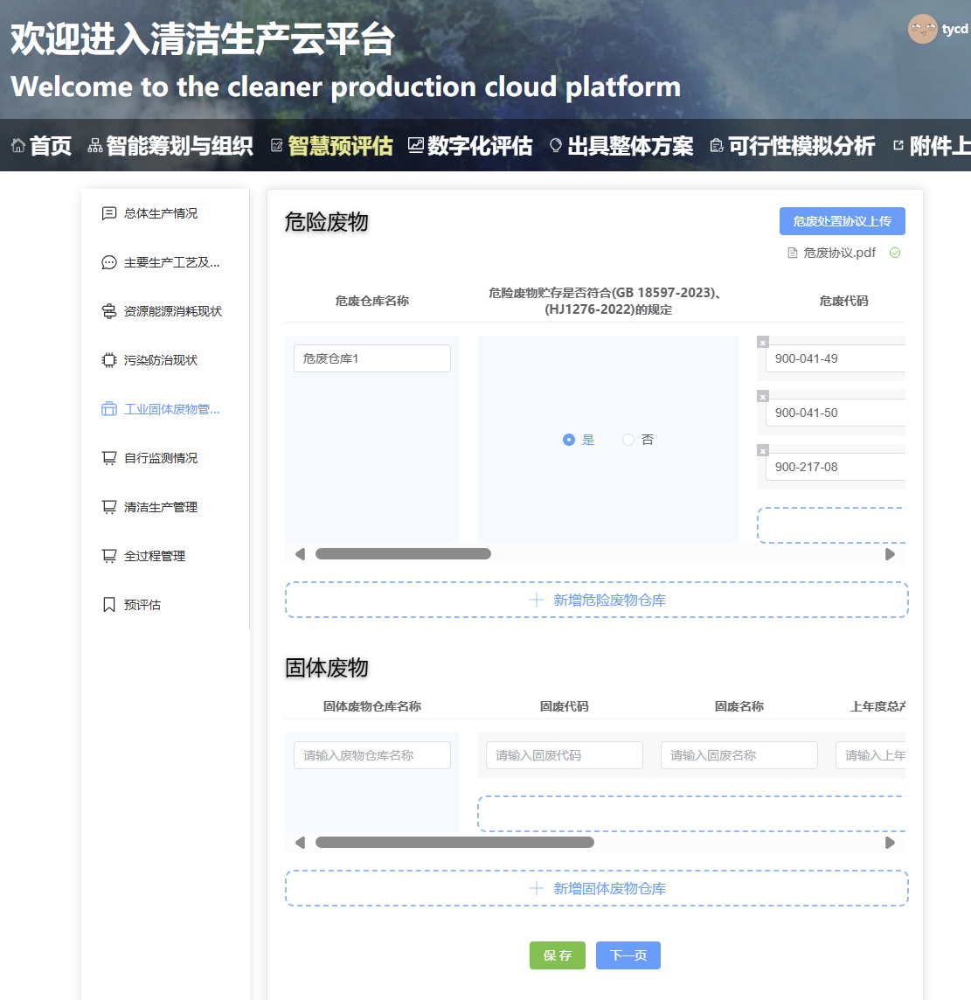 欢迎进入清洁生产云平台
tycd
Welcome to the cleaner production cloud platform
首页 智能筹划与组织 智慧预评估 数字化评估 出具整体方案 可行性模拟分析 附件上
总体生产情况
主要生产工艺及...
资源能源消耗现状
污染防治现状
工业固体废物管...
自行监测情况
清洁生产管理
全过程管理
预评估
危险废物
危废处置协议上传
危废协议.pdf
危废仓库名称
危险废物贮存是否符合(GB 18597-2023)、
(HJ1276-2022)的规定
危废代码
危废仓库1
是 否
900-041-49
900-041-50
900-217-08
新增危险废物仓库
固体废物
固体废物仓库名称 固废代码 固废名称 上年度总产
请输入废物仓库名称 请输入固废代码 请输入固废名称 请输入上年
新增固体废物仓库
保存 下一页